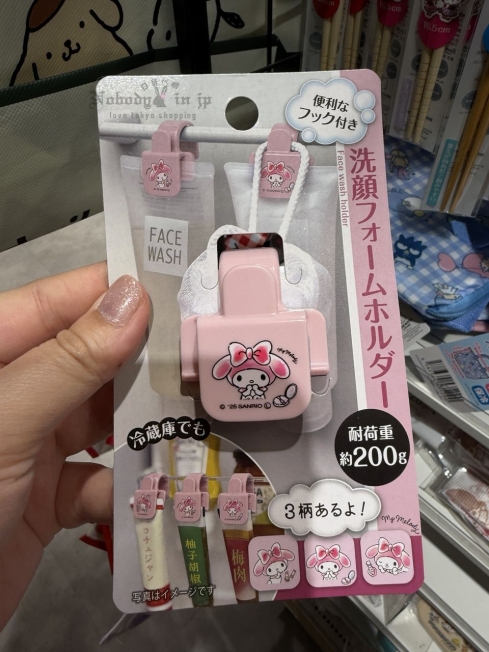 Nobody in jp
love tokyo shopping
便利な
フック付き
洗顔フォームホルダー
Face wash holder
FACE
WASH
My Melody
© '25 SANRIO
耐荷重
約200g
冷蔵庫でも
コチュジャン
柚子胡椒
梅肉
3柄あるよ!
My Melody
写真はイメージです